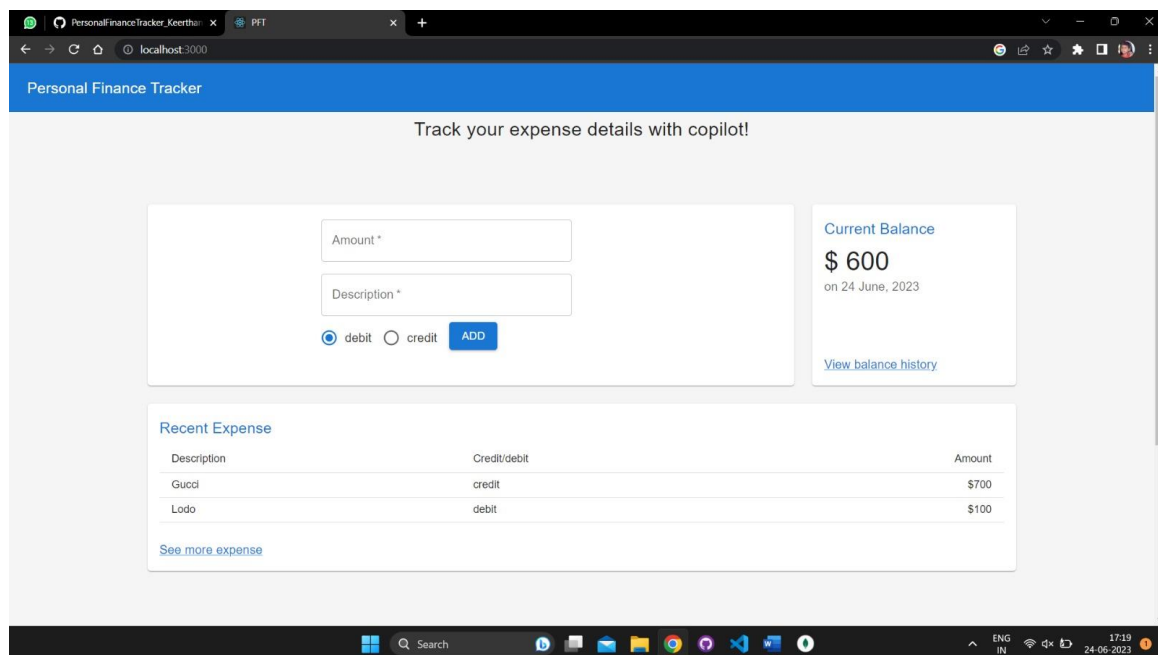 PersonalFinanceTracker_Keerthan
PFT
localhost:3000
Personal Finance Tracker
Track your expense details with copilot!
Amount *
Description *
debit credit ADD
Current Balance
$ 600
on 24 June, 2023
View balance history
Recent Expense
Description Credit/debit Amount
Gucci credit $700
Lodo debit $100
See more expense
Search
ENG
IN
17:19
24-06-2023
1